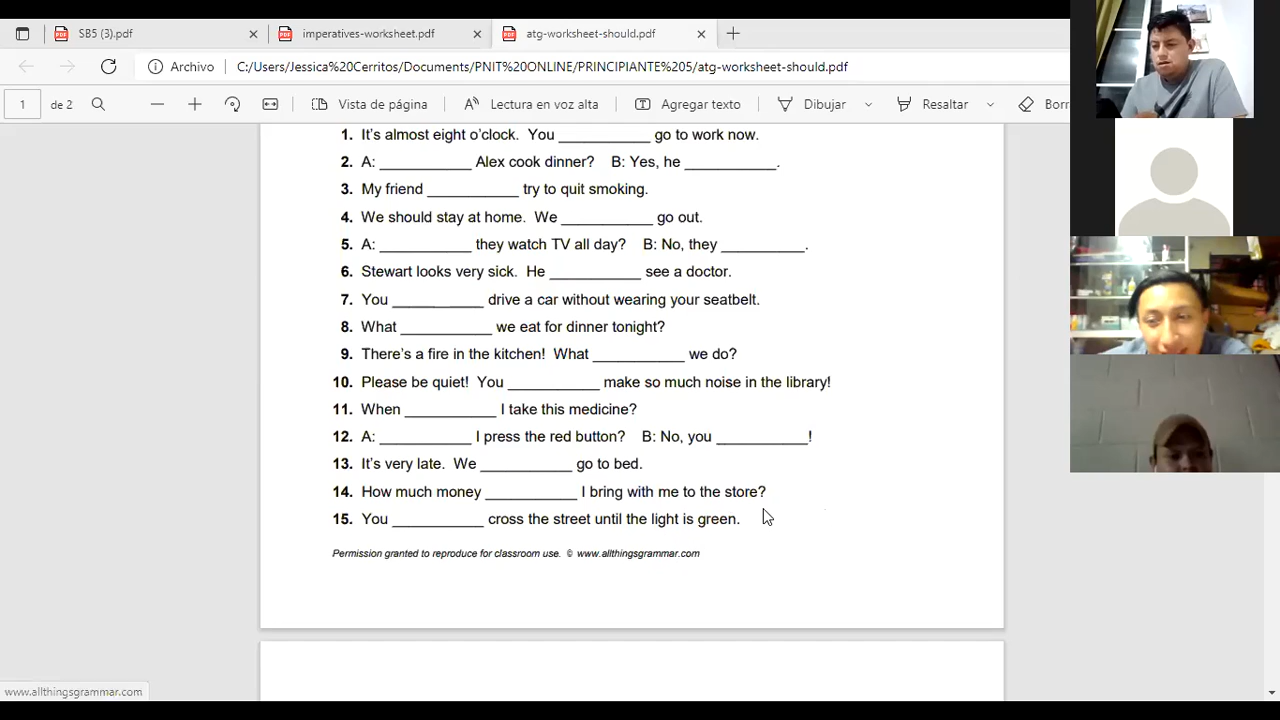 SB5 (3).pdf
imperatives-worksheet.pdf
atg-worksheet-should.pdf
Archivo
C:/Users/Jessica%20Cerritos/Documents/PNIT%20ONLINE/PRINCIPIANTE%205/atg-worksheet-should.pdf
1 de 2
Vista de página
Lectura en voz alta
Agregar texto
Dibujar
Resaltar
Borr
1. It's almost eight o'clock. You ___________ go to work now.
2. A: ___________ Alex cook dinner? B: Yes, he ___________.
3. My friend ___________ try to quit smoking.
4. We should stay at home. We ___________ go out.
5. A: ___________ they watch TV all day? B: No, they __________.
6. Stewart looks very sick. He ___________ see a doctor.
7. You ___________ drive a car without wearing your seatbelt.
8. What ___________ we eat for dinner tonight?
9. There's a fire in the kitchen! What ___________ we do?
10. Please be quiet! You ___________ make so much noise in the library!
11. When ___________ I take this medicine?
12. A: ___________ I press the red button? B: No, you ___________!
13. It's very late. We ___________ go to bed.
14. How much money ___________ I bring with me to the store?
15. You ___________ cross the street until the light is green.
Permission granted to reproduce for classroom use. © www.allthingsgrammar.com
www.allthingsgrammar.com